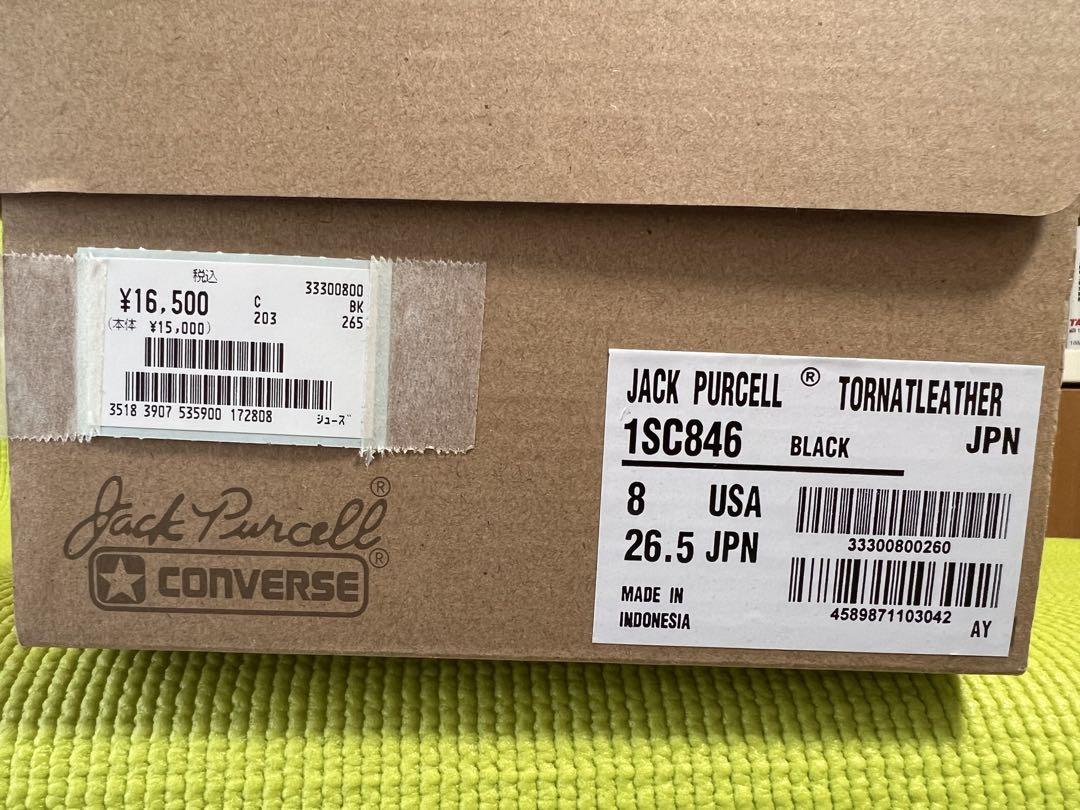 税込
¥16,500 C 33300800
(本体 ¥15,000) 203 BK
265
3518 3907 535900 172808 シューズ
Jack Purcell®
CONVERSE®
JACK PURCELL ® TORNATLEATHER
1SC846 BLACK JPN
8 USA
26.5 JPN
33300800260
MADE IN
INDONESIA
4589871103042
AY